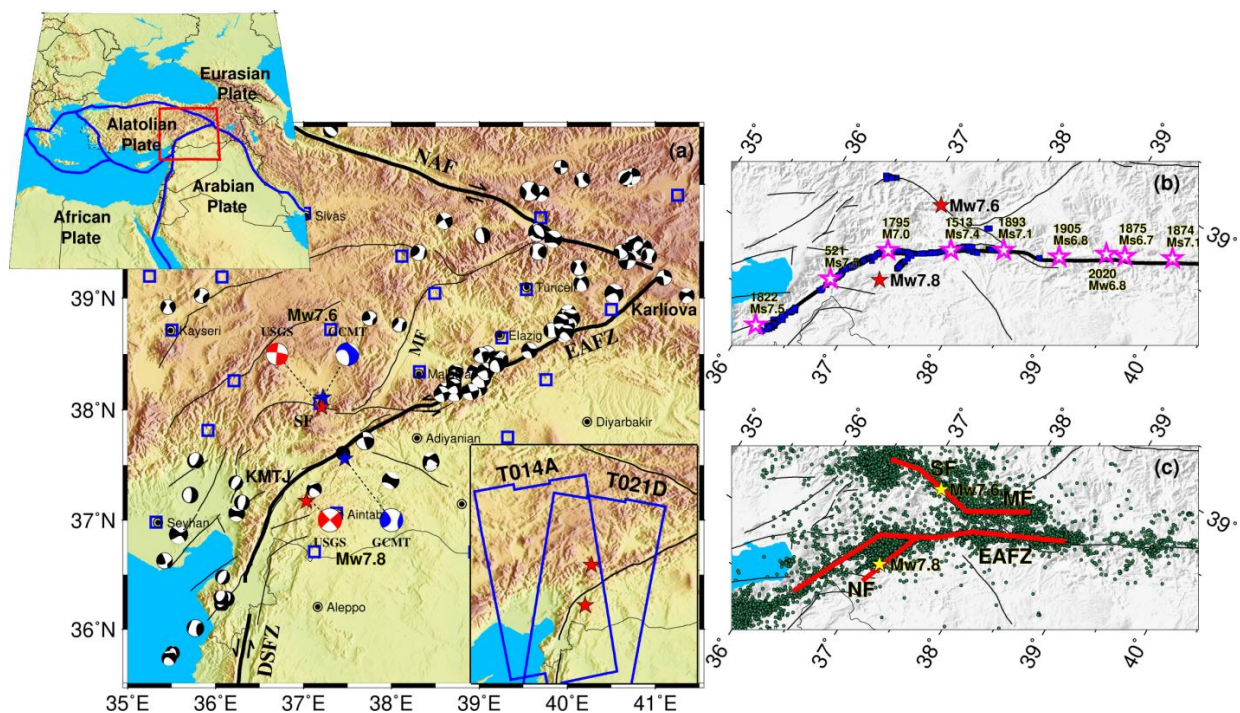 Eurasian
Plate
Alatolian
Plate
Arabian
Plate
African
Plate
Sivas
(a)
NAF
39°N
38°N
37°N
36°N
35°E
36°E
37°E
38°E
39°E
40°E
41°E
Tunceli
Karliova
Kayseri
Mw7.6
USGS
GCMT
Elazig
EAFZ
MF
SF
Adiyanian
Diyarbakir
KMTJ
Seyhan
Aintab
USGS
GCMT
Mw7.8
Aleppo
DSFZ
T014A
T021D
(b)
35
36
37
38
39
39°
36°
37
38
39
40
Mw7.6
1795
M7.0
1513
Ms7.4
1893
Ms7.1
1905
Ms6.8
1875
Ms6.7
1874
Ms7.1
521
2020
Mw6.8
Mw7.8
1822
Ms7.5
(c)
35
36
37
38
39
39°
36°
37
38
39
40
SF
Mw7.6
MF
EAFZ
NF
Mw7.8